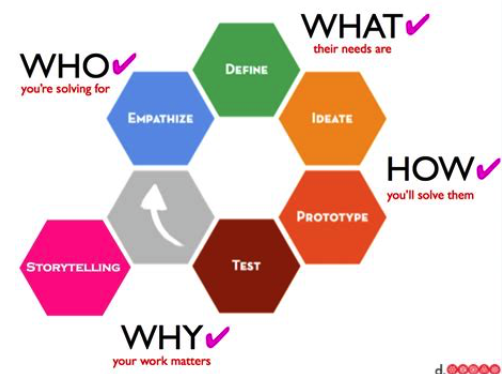 WHAT
their needs are
WHO
you're solving for
DEFINE
EMPATHIZE
IDEATE
HOW
you'll solve them
PROTOTYPE
STORYTELLING
TEST
WHY
your work matters
d.